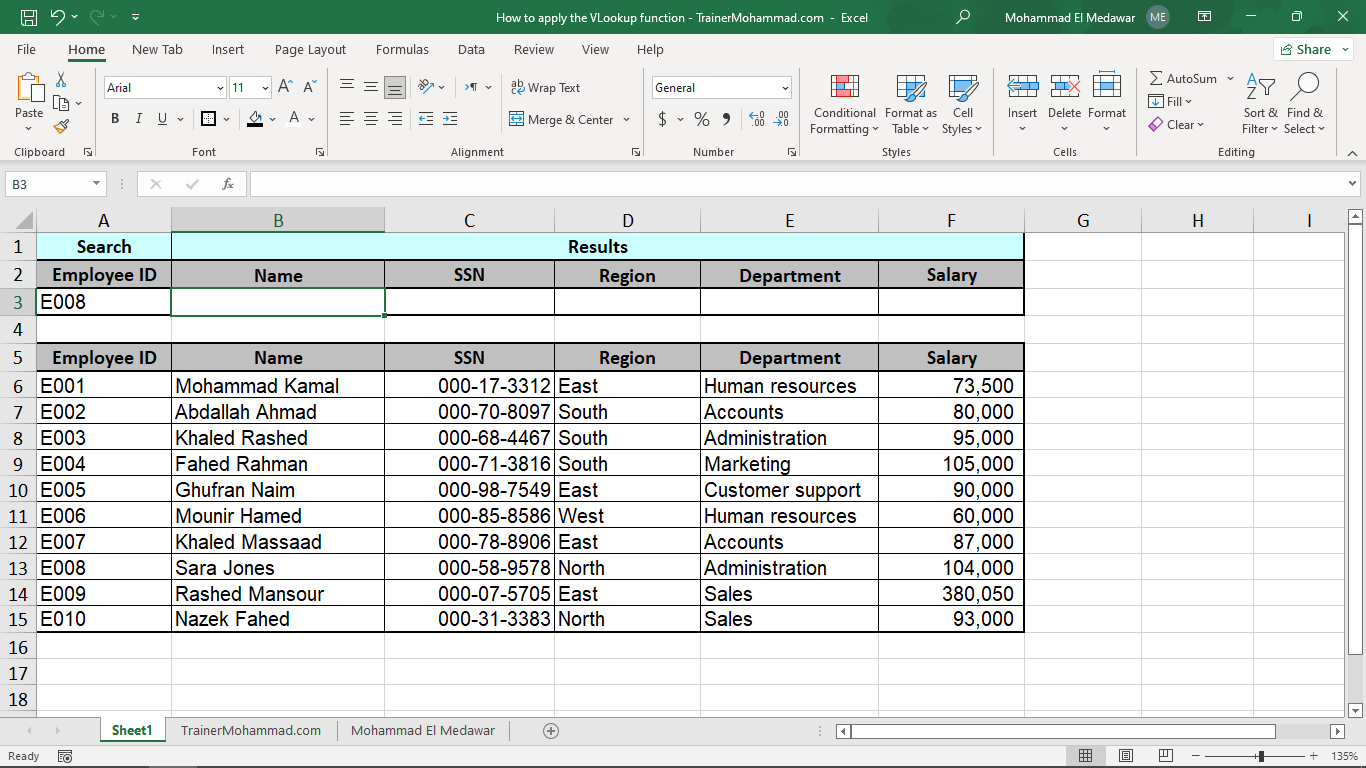 How to apply the VLookup function - TrainerMohammad.com - Excel
Mohammad El Medawar ME
File Home New Tab Insert Page Layout Formulas Data Review View Help Share
Paste
Clipboard
Arial 11 A A
B I U A
Font
ab Wrap Text
Merge & Center
Alignment
General
$ % 9 .00 .00
Number
Conditional Formatting
Format as Table
Cell Styles
Styles
Insert Delete Format
Cells
AutoSum
Fill
Clear
Sort & Filter
Find & Select
Editing
B3 fx
A B C D E F G H I
1 Search Results
2 Employee ID Name SSN Region Department Salary
3 E008
4
5 Employee ID Name SSN Region Department Salary
6 E001 Mohammad Kamal 000-17-3312 East Human resources 73,500
7 E002 Abdallah Ahmad 000-70-8097 South Accounts 80,000
8 E003 Khaled Rashed 000-68-4467 South Administration 95,000
9 E004 Fahed Rahman 000-71-3816 South Marketing 105,000
10 E005 Ghufran Naim 000-98-7549 East Customer support 90,000
11 E006 Mounir Hamed 000-85-8586 West Human resources 60,000
12 E007 Khaled Massaad 000-78-8906 East Accounts 87,000
13 E008 Sara Jones 000-58-9578 North Administration 104,000
14 E009 Rashed Mansour 000-07-5705 East Sales 380,050
15 E010 Nazek Fahed 000-31-3383 North Sales 93,000
16
17
18
Sheet1 TrainerMohammad.com Mohammad El Medawar
Ready 135%